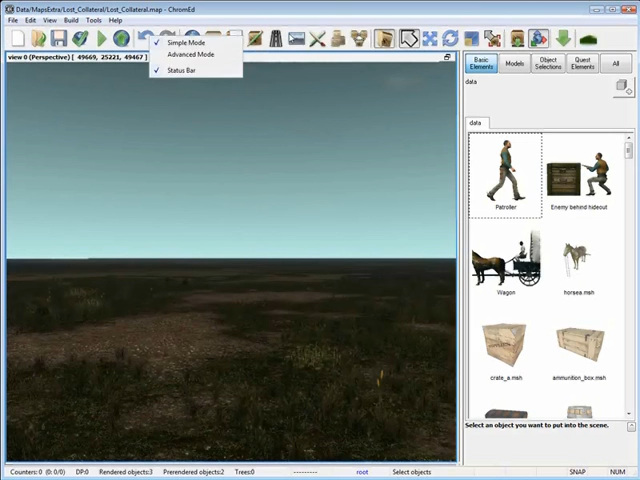 Data/MapsExtra/Lost_Collateral/Lost_Collateral.map - ChromEd
File Edit View Build Tools Help
view 0 (Perspective) [ 49669, 25221, 49467]
Simple Mode
Advanced Mode
Status Bar
Basic Elements
Models
Object Selections
Quest Elements
All
data
data
Patroller
Enemy behind hideout
Wagon
horsea.msh
crate_a.msh
ammunition_box.msh
Select an object you want to put into the scene.
Counters: 0 (0: 0/0) DP:0 Rendered objects:3 Prerendered objects:2 Trees:0 --------- root Select objects SNAP NUM